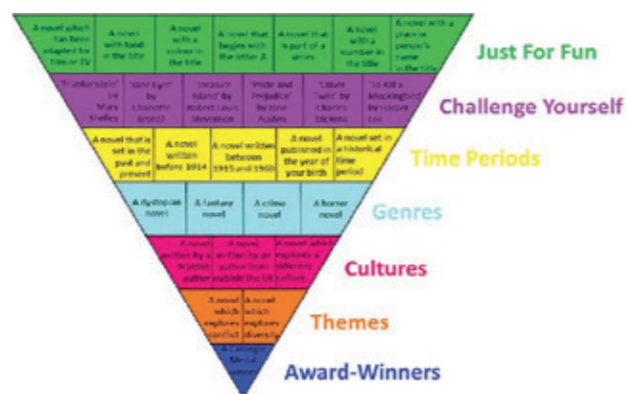 A novel which has been adapted for film or TV
A novel with food in the title
A novel with a colour in the title
A novel that begins with the letter A
A novel that is part of a series
A novel with a number in the title
A novel with a place or person's name in the title
Just For Fun
'Frankenstein' by Mary Shelley
'Jane Eyre' by Charlotte Bronte
'Treasure Island' by Robert Louis Stevenson
'Pride and Prejudice' by Jane Austen
'Oliver Twist' by Charles Dickens
'To Kill a Mockingbird' by Harper Lee
Challenge Yourself
A novel that is set in the past and present
A novel written before 1914
A novel written between 1915 and 1960
A novel published in the year of your birth
A novel set in a historical time period
Time Periods
A dystopian novel
A fantasy novel
A crime novel
A horror novel
Genres
A novel written by a Scottish author
A novel written by an author from outside the UK
A novel which explores a different culture
Cultures
A novel which explores conflict
A novel which explores diversity
Themes
A Carnegie Medal
Award-Winners